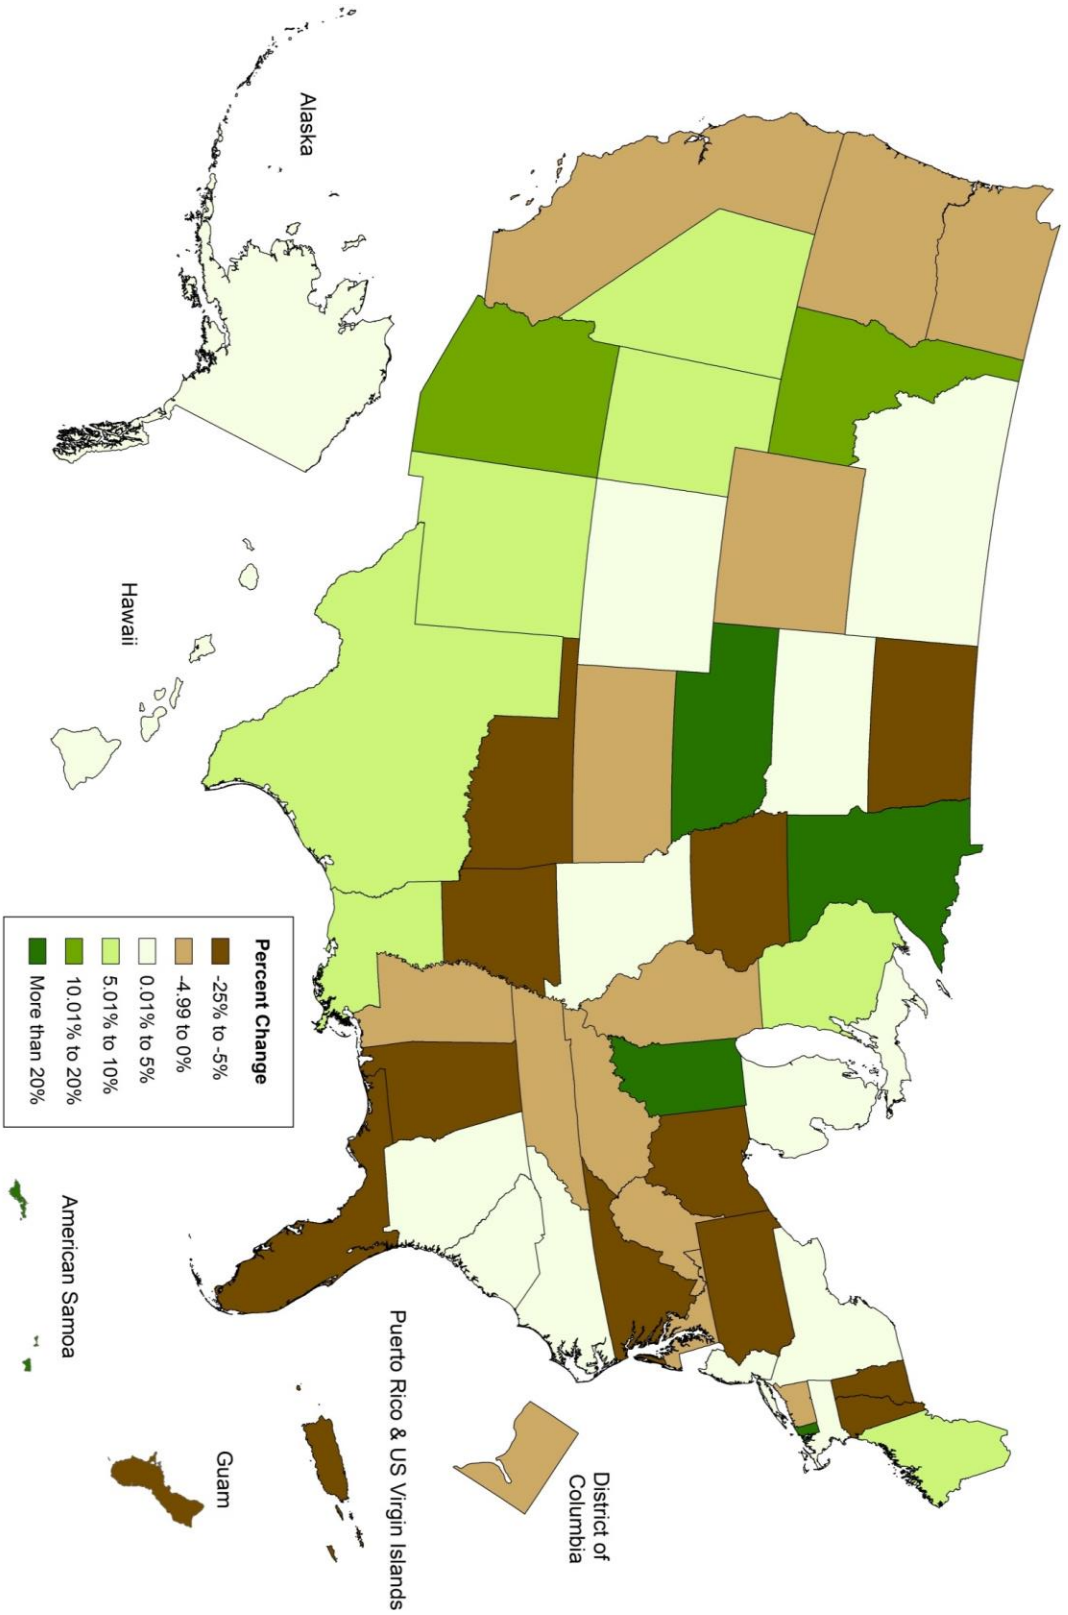 Alaska
Hawaii
Percent Change
-25% to -5%
-4.99 to 0%
0.01% to 5%
5.01% to 10%
10.01% to 20%
More than 20%
American Samoa
Guam
Puerto Rico & US Virgin Islands
District of
Columbia